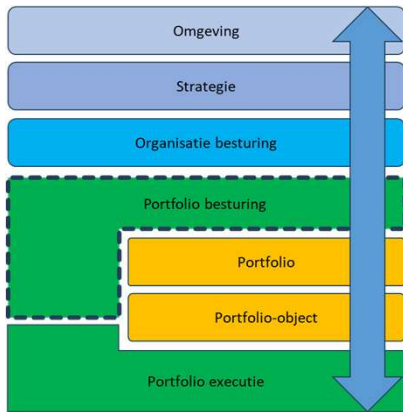 Omgeving
Strategie
Organisatie besturing
Portfolio besturing
Portfolio
Portfolio-object
Portfolio executie